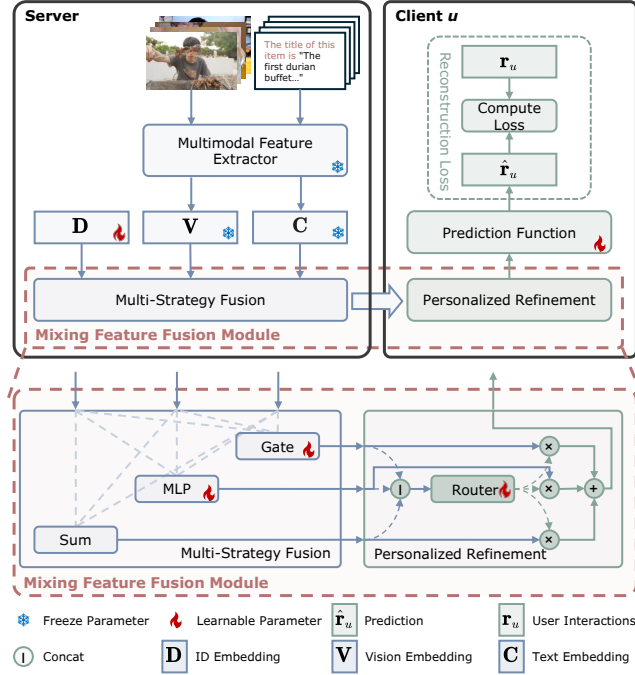 Server
Client u
The title of this
item is "The
first durian
buffet..."
Multimodal Feature
Extractor
D
V
C
Multi-Strategy Fusion
Mixing Feature Fusion Module
Reconstruction Loss
r_u
Compute
Loss
r̂_u
Prediction Function
Personalized Refinement
Gate
MLP
Sum
Multi-Strategy Fusion
|
Router
×
×
×
+
Personalized Refinement
Mixing Feature Fusion Module
Freeze Parameter
Learnable Parameter
r̂_u Prediction
r_u User Interactions
| Concat
D ID Embedding
V Vision Embedding
C Text Embedding